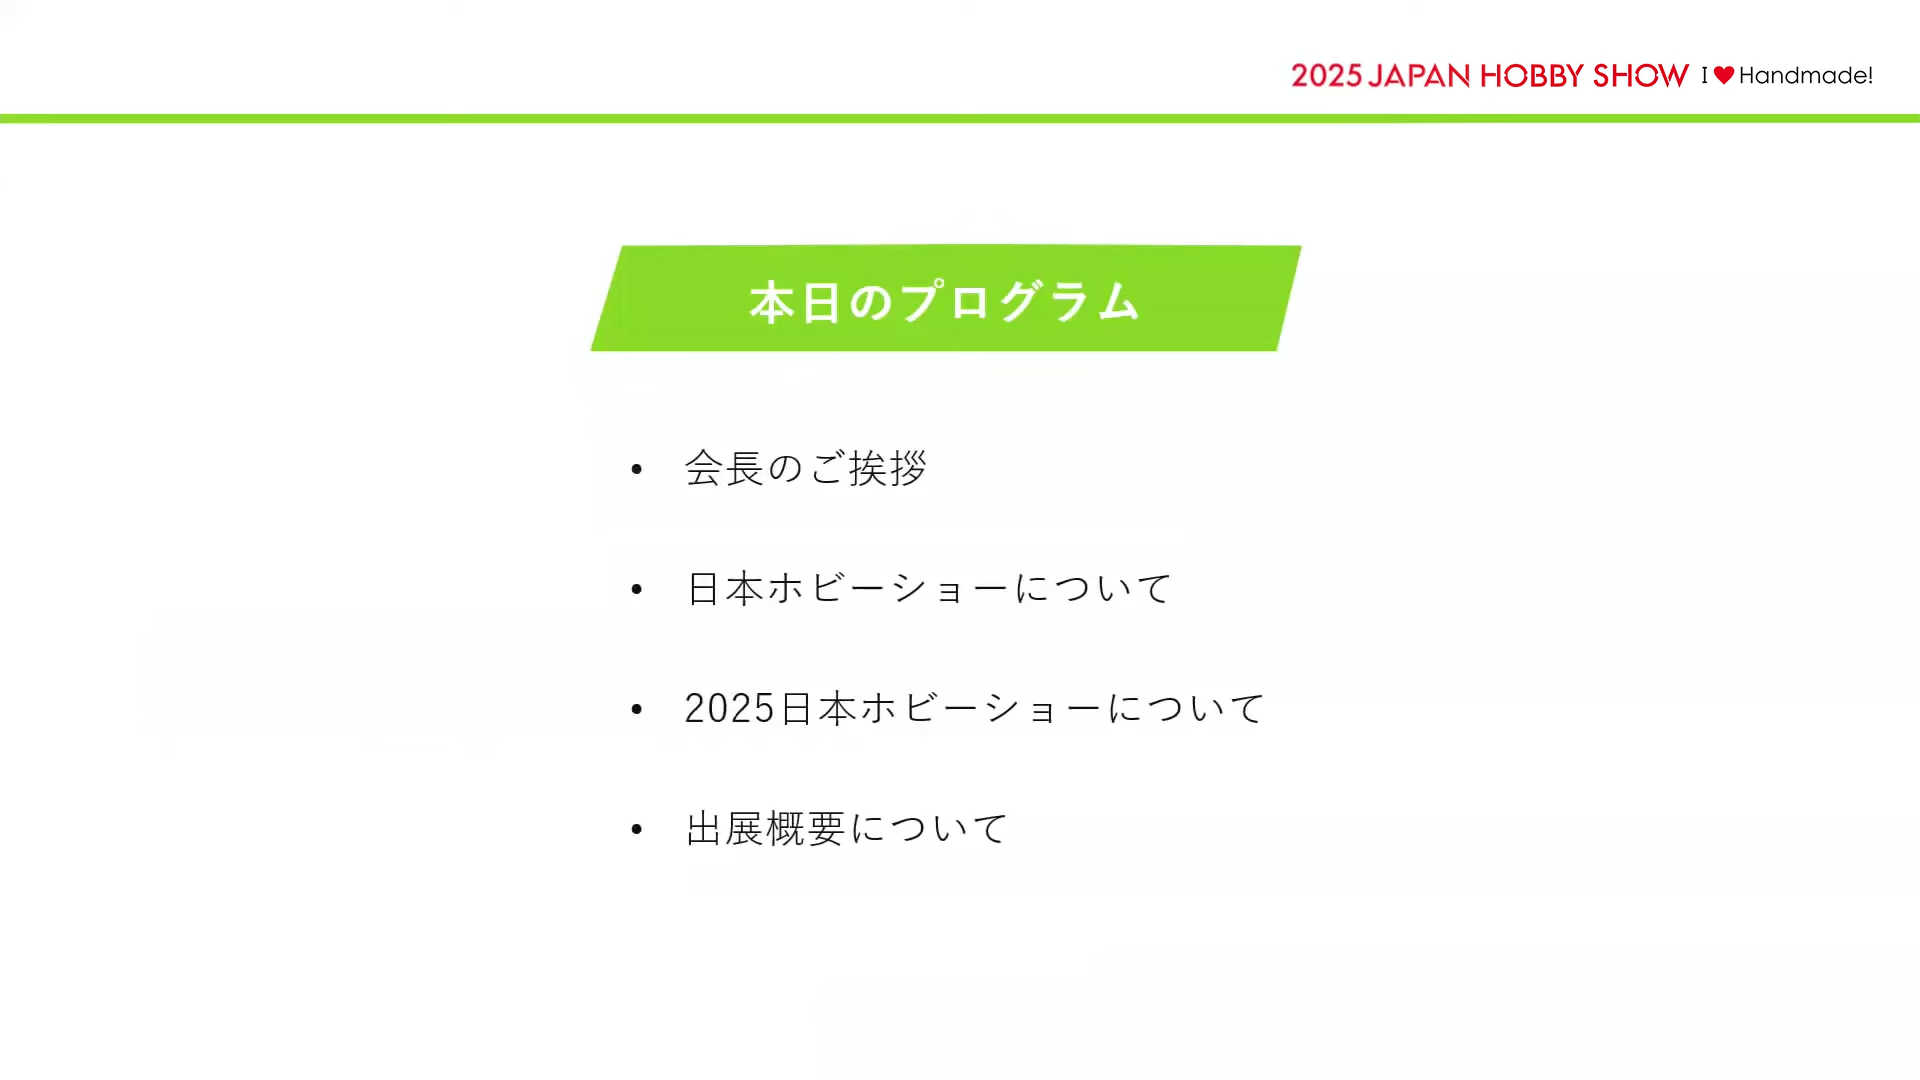 2025 JAPAN HOBBY SHOW I ♥ Handmade!
本日のプログラム
• 会長のご挨拶
• 日本ホビーショーについて
• 2025日本ホビーショーについて
• 出展概要について